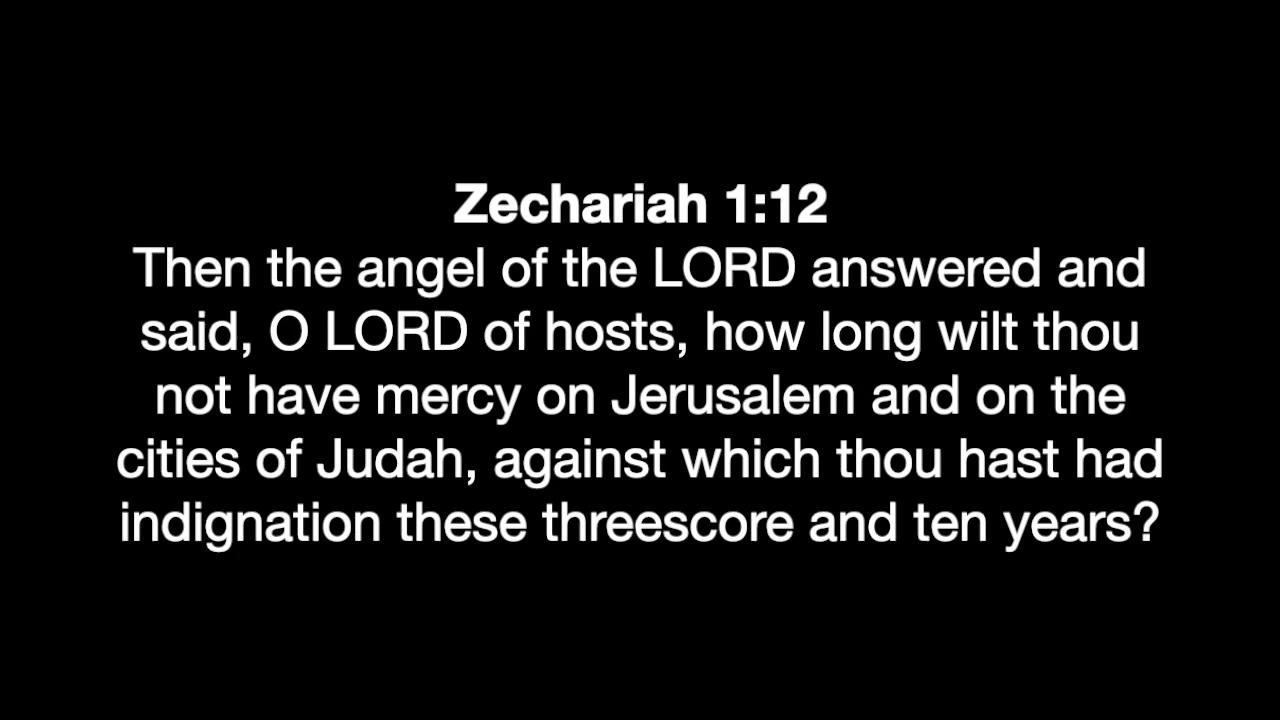 Zechariah 1:12
Then the angel of the LORD answered and
said, O LORD of hosts, how long wilt thou
not have mercy on Jerusalem and on the
cities of Judah, against which thou hast had
indignation these threescore and ten years?